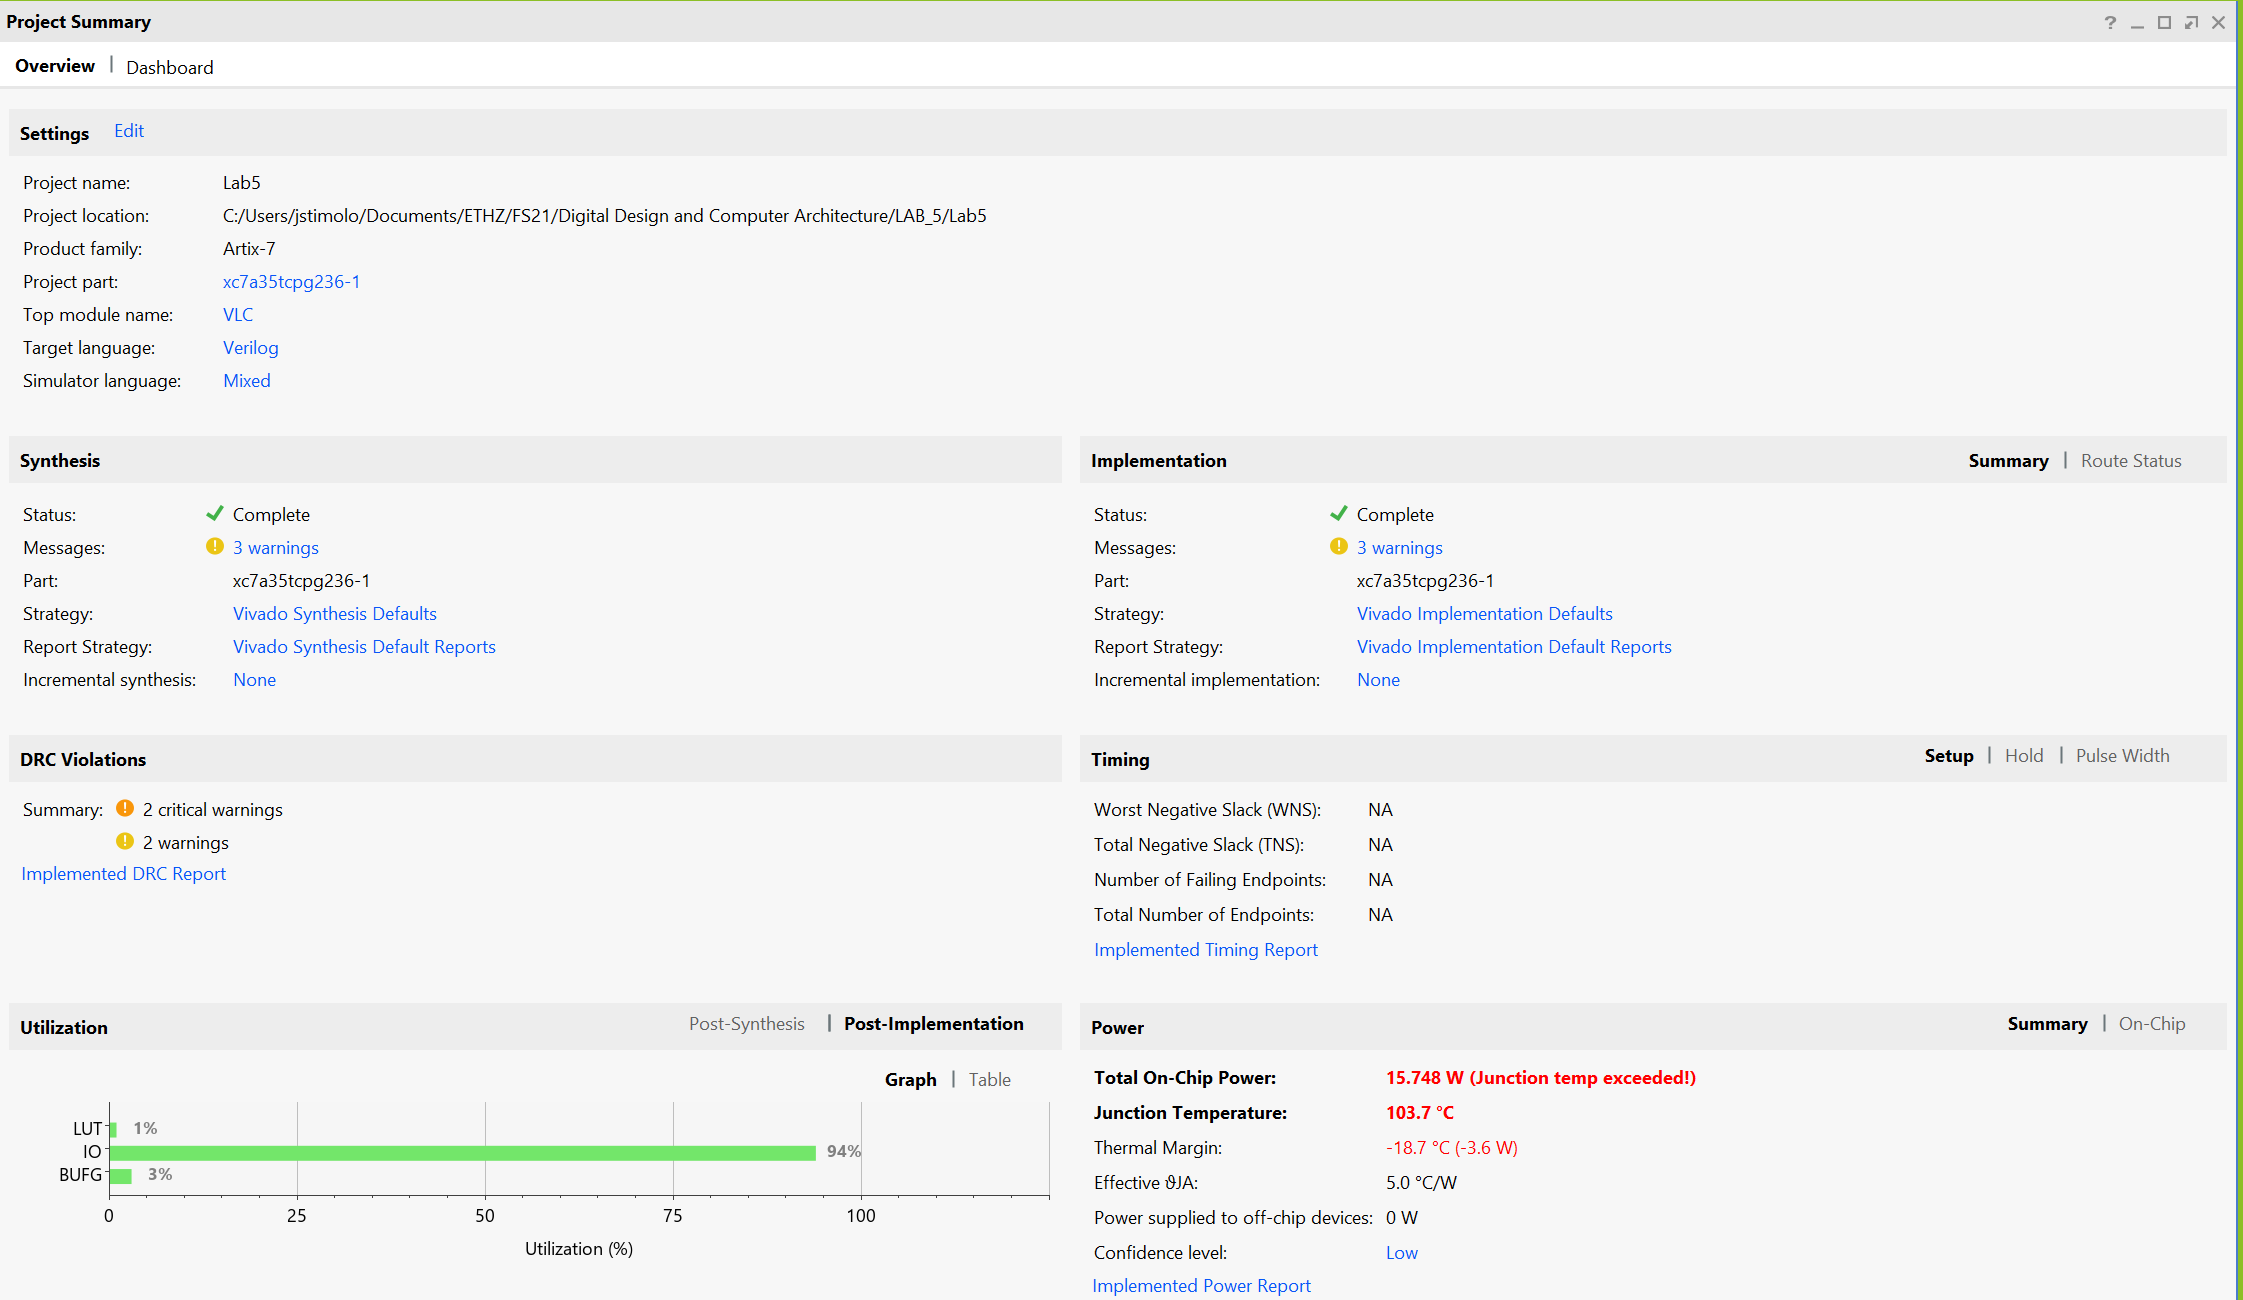 Project Summary
Overview | Dashboard
Settings Edit
Project name: Lab5
Project location: C:/Users/jstimolo/Documents/ETHZ/FS21/Digital Design and Computer Architecture/LAB_5/Lab5
Product family: Artix-7
Project part: xc7a35tcpg236-1
Top module name: VLC
Target language: Verilog
Simulator language: Mixed
Synthesis
Status: Complete
Messages: 3 warnings
Part: xc7a35tcpg236-1
Strategy: Vivado Synthesis Defaults
Report Strategy: Vivado Synthesis Default Reports
Incremental synthesis: None
Implementation Summary | Route Status
Status: Complete
Messages: 3 warnings
Part: xc7a35tcpg236-1
Strategy: Vivado Implementation Defaults
Report Strategy: Vivado Implementation Default Reports
Incremental implementation: None
DRC Violations
Summary: 2 critical warnings
2 warnings
Implemented DRC Report
Timing Setup | Hold | Pulse Width
Worst Negative Slack (WNS): NA
Total Negative Slack (TNS): NA
Number of Failing Endpoints: NA
Total Number of Endpoints: NA
Implemented Timing Report
Utilization Post-Synthesis | Post-Implementation
Graph | Table
LUT 1%
IO 94%
BUFG 3%
0 25 50 75 100
Utilization (%)
Power Summary | On-Chip
Total On-Chip Power: 15.748 W (Junction temp exceeded!)
Junction Temperature: 103.7 °C
Thermal Margin: -18.7 °C (-3.6 W)
Effective ϑJA: 5.0 °C/W
Power supplied to off-chip devices: 0 W
Confidence level: Low
Implemented Power Report